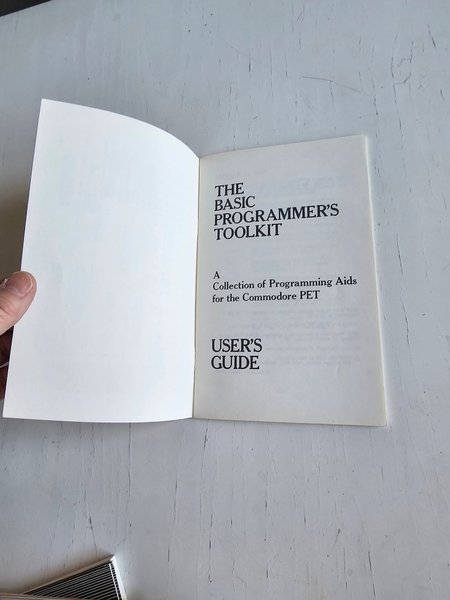 THE
BASIC
PROGRAMMER'S
TOOLKIT
A
Collection of Programming Aids
for the Commodore PET
USER'S
GUIDE